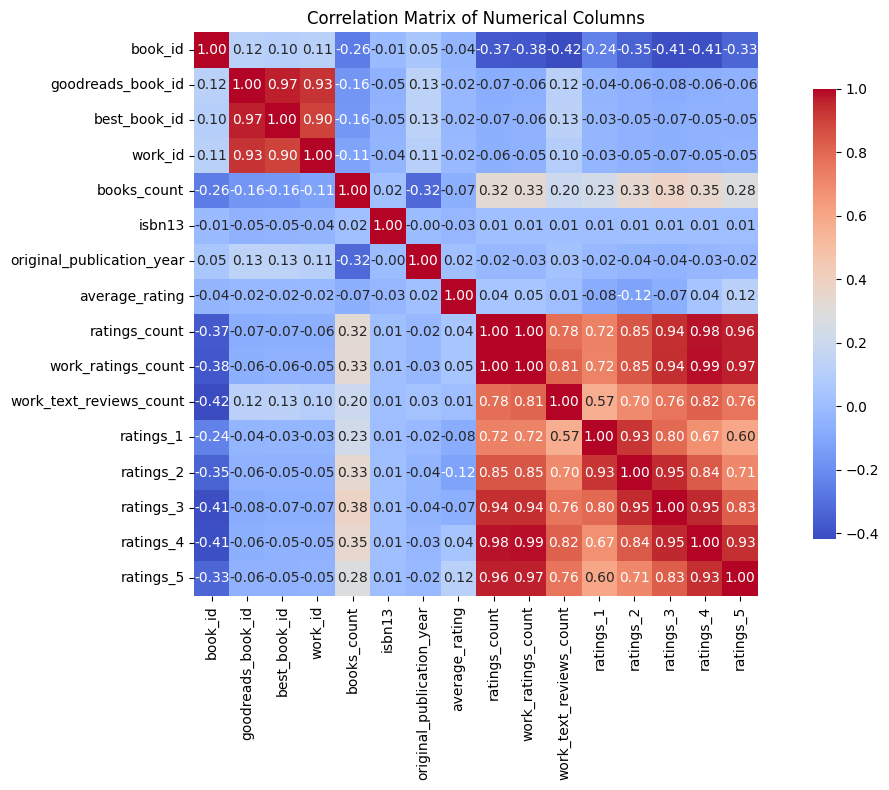 Correlation Matrix of Numerical Columns
book_id 1.00 0.12 0.10 0.11 -0.26 -0.01 0.05 -0.04 -0.37 -0.38 -0.42 -0.24 -0.35 -0.41 -0.41 -0.33
goodreads_book_id 0.12 1.00 0.97 0.93 -0.16 -0.05 0.13 -0.02 -0.07 -0.06 0.12 -0.04 -0.06 -0.08 -0.06 -0.06
best_book_id 0.10 0.97 1.00 0.90 -0.16 -0.05 0.13 -0.02 -0.07 -0.06 0.13 -0.03 -0.05 -0.07 -0.05 -0.05
work_id 0.11 0.93 0.90 1.00 -0.11 -0.04 0.11 -0.02 -0.06 -0.05 0.10 -0.03 -0.05 -0.07 -0.05 -0.05
books_count -0.26 -0.16 -0.16 -0.11 1.00 0.02 -0.32 -0.07 0.32 0.33 0.20 0.23 0.33 0.38 0.35 0.28
isbn13 -0.01 -0.05 -0.05 -0.04 0.02 1.00 -0.00 -0.03 0.01 0.01 0.01 0.01 0.01 0.01 0.01 0.01
original_publication_year 0.05 0.13 0.13 0.11 -0.32 -0.00 1.00 0.02 -0.02 -0.03 0.03 -0.02 -0.04 -0.04 -0.03 -0.02
average_rating -0.04 -0.02 -0.02 -0.02 -0.07 -0.03 0.02 1.00 0.04 0.05 0.01 -0.08 -0.12 -0.07 0.04 0.12
ratings_count -0.37 -0.07 -0.07 -0.06 0.32 0.01 -0.02 0.04 1.00 1.00 0.78 0.72 0.85 0.94 0.98 0.96
work_ratings_count -0.38 -0.06 -0.06 -0.05 0.33 0.01 -0.03 0.05 1.00 1.00 0.81 0.72 0.85 0.94 0.99 0.97
work_text_reviews_count -0.42 0.12 0.13 0.10 0.20 0.01 0.03 0.01 0.78 0.81 1.00 0.57 0.70 0.76 0.82 0.76
ratings_1 -0.24 -0.04 -0.03 -0.03 0.23 0.01 -0.02 -0.08 0.72 0.72 0.57 1.00 0.93 0.80 0.67 0.60
ratings_2 -0.35 -0.06 -0.05 -0.05 0.33 0.01 -0.04 -0.12 0.85 0.85 0.70 0.93 1.00 0.95 0.84 0.71
ratings_3 -0.41 -0.08 -0.07 -0.07 0.38 0.01 -0.04 -0.07 0.94 0.94 0.76 0.80 0.95 1.00 0.95 0.83
ratings_4 -0.41 -0.06 -0.05 -0.05 0.35 0.01 -0.03 0.04 0.98 0.99 0.82 0.67 0.84 0.95 1.00 0.93
ratings_5 -0.33 -0.06 -0.05 -0.05 0.28 0.01 -0.02 0.12 0.96 0.97 0.76 0.60 0.71 0.83 0.93 1.00
book_id
goodreads_book_id
best_book_id
work_id
books_count
isbn13
original_publication_year
average_rating
ratings_count
work_ratings_count
work_text_reviews_count
ratings_1
ratings_2
ratings_3
ratings_4
ratings_5
1.0
0.8
0.6
0.4
0.2
0.0
−0.2
−0.4